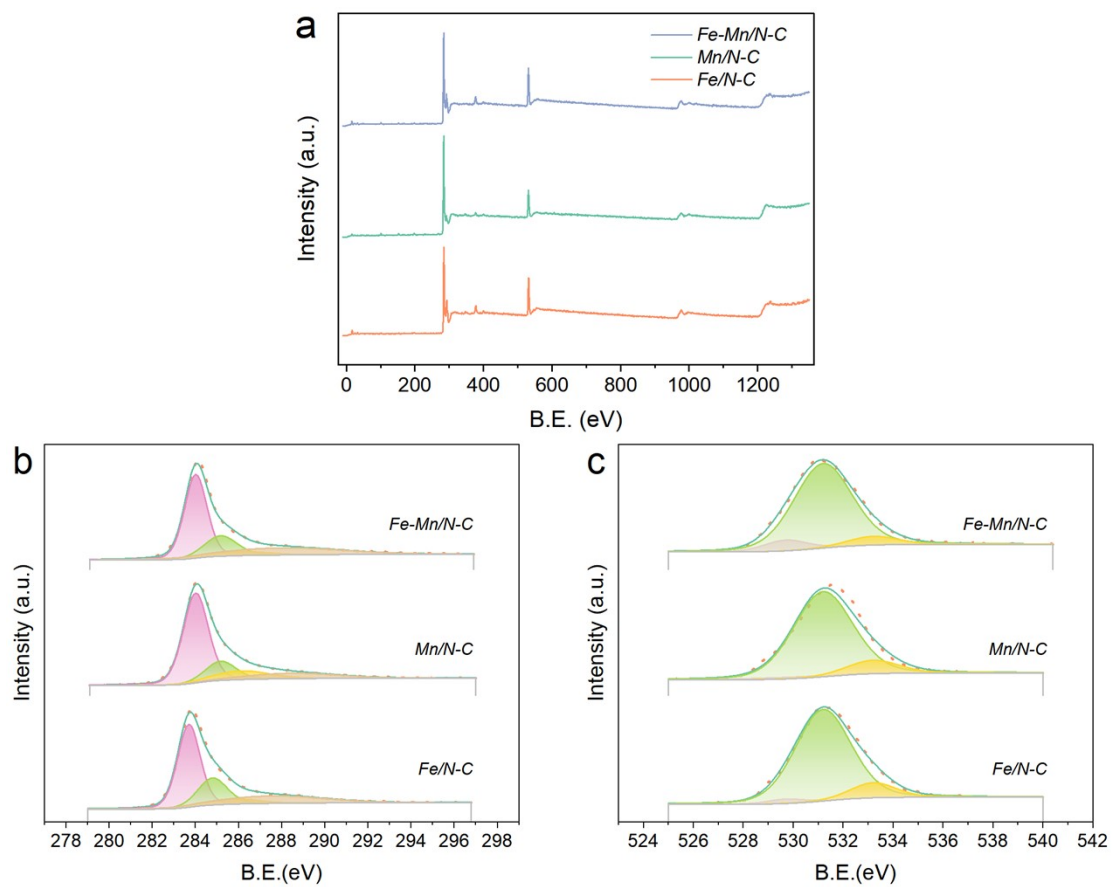 a
Fe-Mn/N-C
Mn/N-C
Fe/N-C
Intensity (a.u.)
0 200 400 600 800 1000 1200
B.E. (eV)
b
Fe-Mn/N-C
Mn/N-C
Fe/N-C
Intensity (a.u.)
278 280 282 284 286 288 290 292 294 296 298
B.E.(eV)
c
Fe-Mn/N-C
Mn/N-C
Fe/N-C
Intensity (a.u.)
524 526 528 530 532 534 536 538 540 542
B.E.(eV)